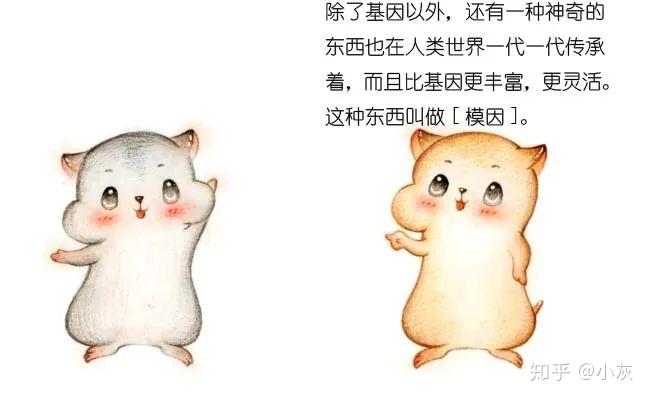 除了基因以外，还有一种神奇的
东西也在人类世界一代一代传承
着，而且比基因更丰富，更灵活。
这种东西叫做［模因］。
知乎 @小灰